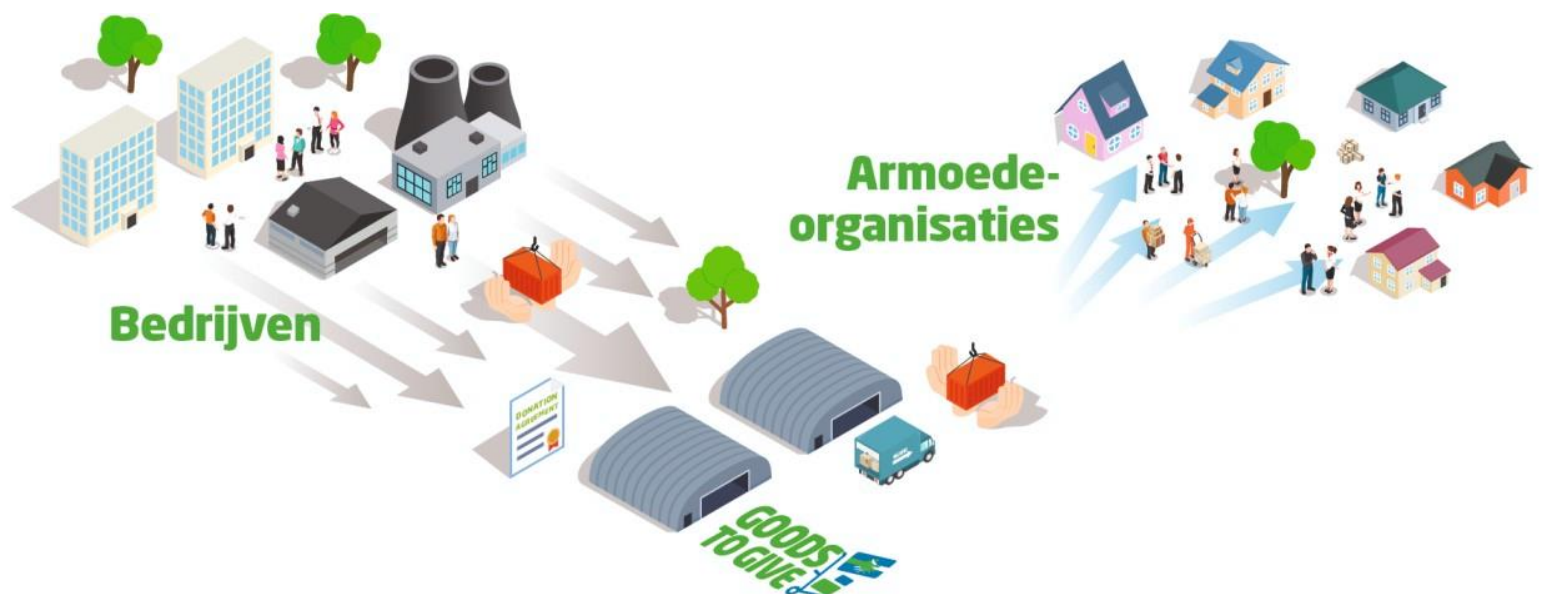 Armoede-
organisaties
Bedrijven
DONATION
AGREEMENT
GOODS
TO GIVE